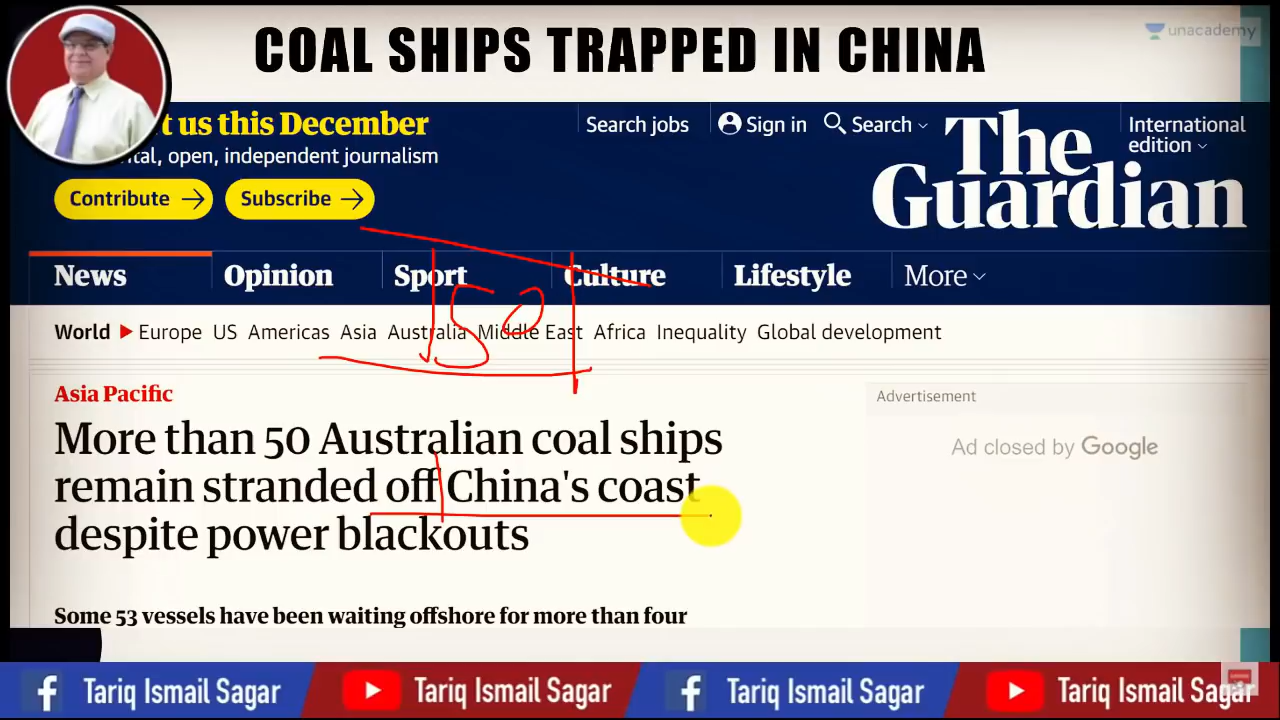 COAL SHIPS TRAPPED IN CHINA
unacademy
t us this December
ntal, open, independent journalism
Contribute
Subscribe
Search jobs
Sign in
Search
The Guardian
International edition
News Opinion Sport Culture Lifestyle More
World Europe US Americas Asia Australia Middle East Africa Inequality Global development
50
Asia Pacific
More than 50 Australian coal ships
remain stranded off China's coast
despite power blackouts
Some 53 vessels have been waiting offshore for more than four
Advertisement
Ad closed by Google
Tariq Ismail Sagar Tariq Ismail Sagar Tariq Ismail Sagar Tariq Ismail Sagar